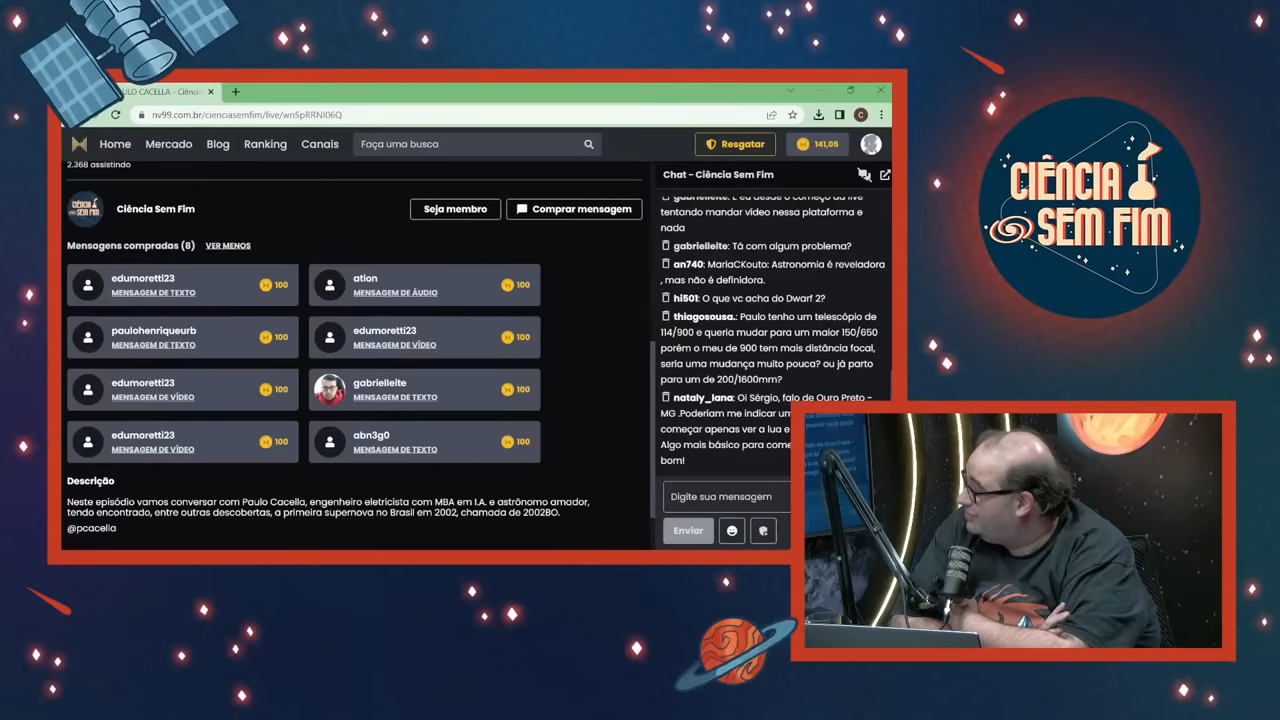 ULO CACELLA - Ciênci
nv99.com.br/cienciasemfim/live/wn5pRRNI06Q
C
Home
Mercado
Blog
Ranking
Canais
Faça uma busca
Resgatar
141,05
2.368 assistindo
Ciência Sem Fim
Seja membro
Comprar mensagem
Mensagens compradas (8)
VER MENOS
edumoretti23
MENSAGEM DE TEXTO
100
ation
MENSAGEM DE ÁUDIO
100
paulohenriqueurb
MENSAGEM DE TEXTO
100
edumoretti23
MENSAGEM DE VÍDEO
100
edumoretti23
MENSAGEM DE VÍDEO
100
gabrielleite
MENSAGEM DE TEXTO
100
edumoretti23
MENSAGEM DE VÍDEO
100
abn3g0
MENSAGEM DE TEXTO
100
Descrição
Neste episódio vamos conversar com Paulo Cacella, engenheiro eletricista com MBA em I.A. e astrônomo amador,
tendo encontrado, entre outras descobertas, a primeira supernova no Brasil em 2002, chamada de 2002BO.
@pcacella
Chat - Ciência Sem Fim
gabrielleite: E eu desde o começo da live
tentando mandar vídeo nessa plataforma e
nada
gabrielleite: Tá com algum problema?
an740: MariaCKouto: Astronomia é reveladora
, mas não é definidora.
hi501: O que vc acha do Dwarf 2?
thiagosousa.: Paulo tenho um telescópio de
114/900 e queria mudar para um maior 150/650
porém o meu de 900 tem mais distância focal,
seria uma mudança muito pouca? ou já parto
para um de 200/1600mm?
nataly_lana: Oi Sérgio, falo de Ouro Preto -
MG .Poderiam me indicar um
começar apenas ver a lua e
Algo mais básico para come
bom!
Digite sua mensagem
Enviar
CIÊNCIA
SEM FIM